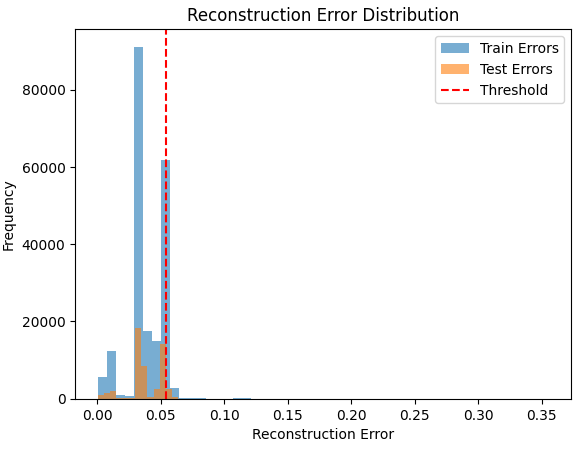 Reconstruction Error Distribution
Train Errors
Test Errors
Threshold
Frequency
80000
60000
40000
20000
0
0.00 0.05 0.10 0.15 0.20 0.25 0.30 0.35
Reconstruction Error